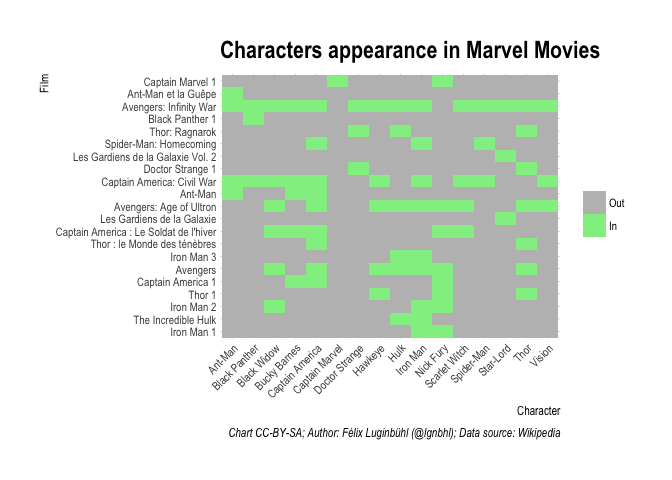 Characters appearance in Marvel Movies
Film
Captain Marvel 1
Ant-Man et la Guêpe
Avengers: Infinity War
Black Panther 1
Thor: Ragnarok
Spider-Man: Homecoming
Les Gardiens de la Galaxie Vol. 2
Doctor Strange 1
Captain America: Civil War
Ant-Man
Avengers: Age of Ultron
Les Gardiens de la Galaxie
Captain America : Le Soldat de l'hiver
Thor : le Monde des ténèbres
Iron Man 3
Avengers
Captain America 1
Thor 1
Iron Man 2
The Incredible Hulk
Iron Man 1
Out
In
Ant-Man
Black Panther
Black Widow
Bucky Barnes
Captain America
Captain Marvel
Doctor Strange
Hawkeye
Hulk
Iron Man
Nick Fury
Scarlet Witch
Spider-Man
Star-Lord
Thor
Vision
Character
Chart CC-BY-SA; Author: Félix Luginbühl (@lgnbhl); Data source: Wikipedia